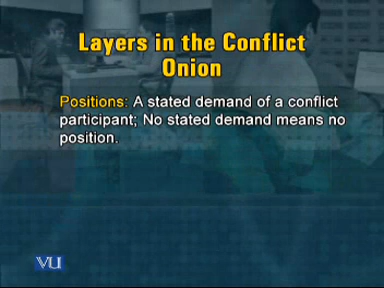 Layers in the Conflict
Onion
Positions: A stated demand of a conflict
participant; No stated demand means no
position.
VU